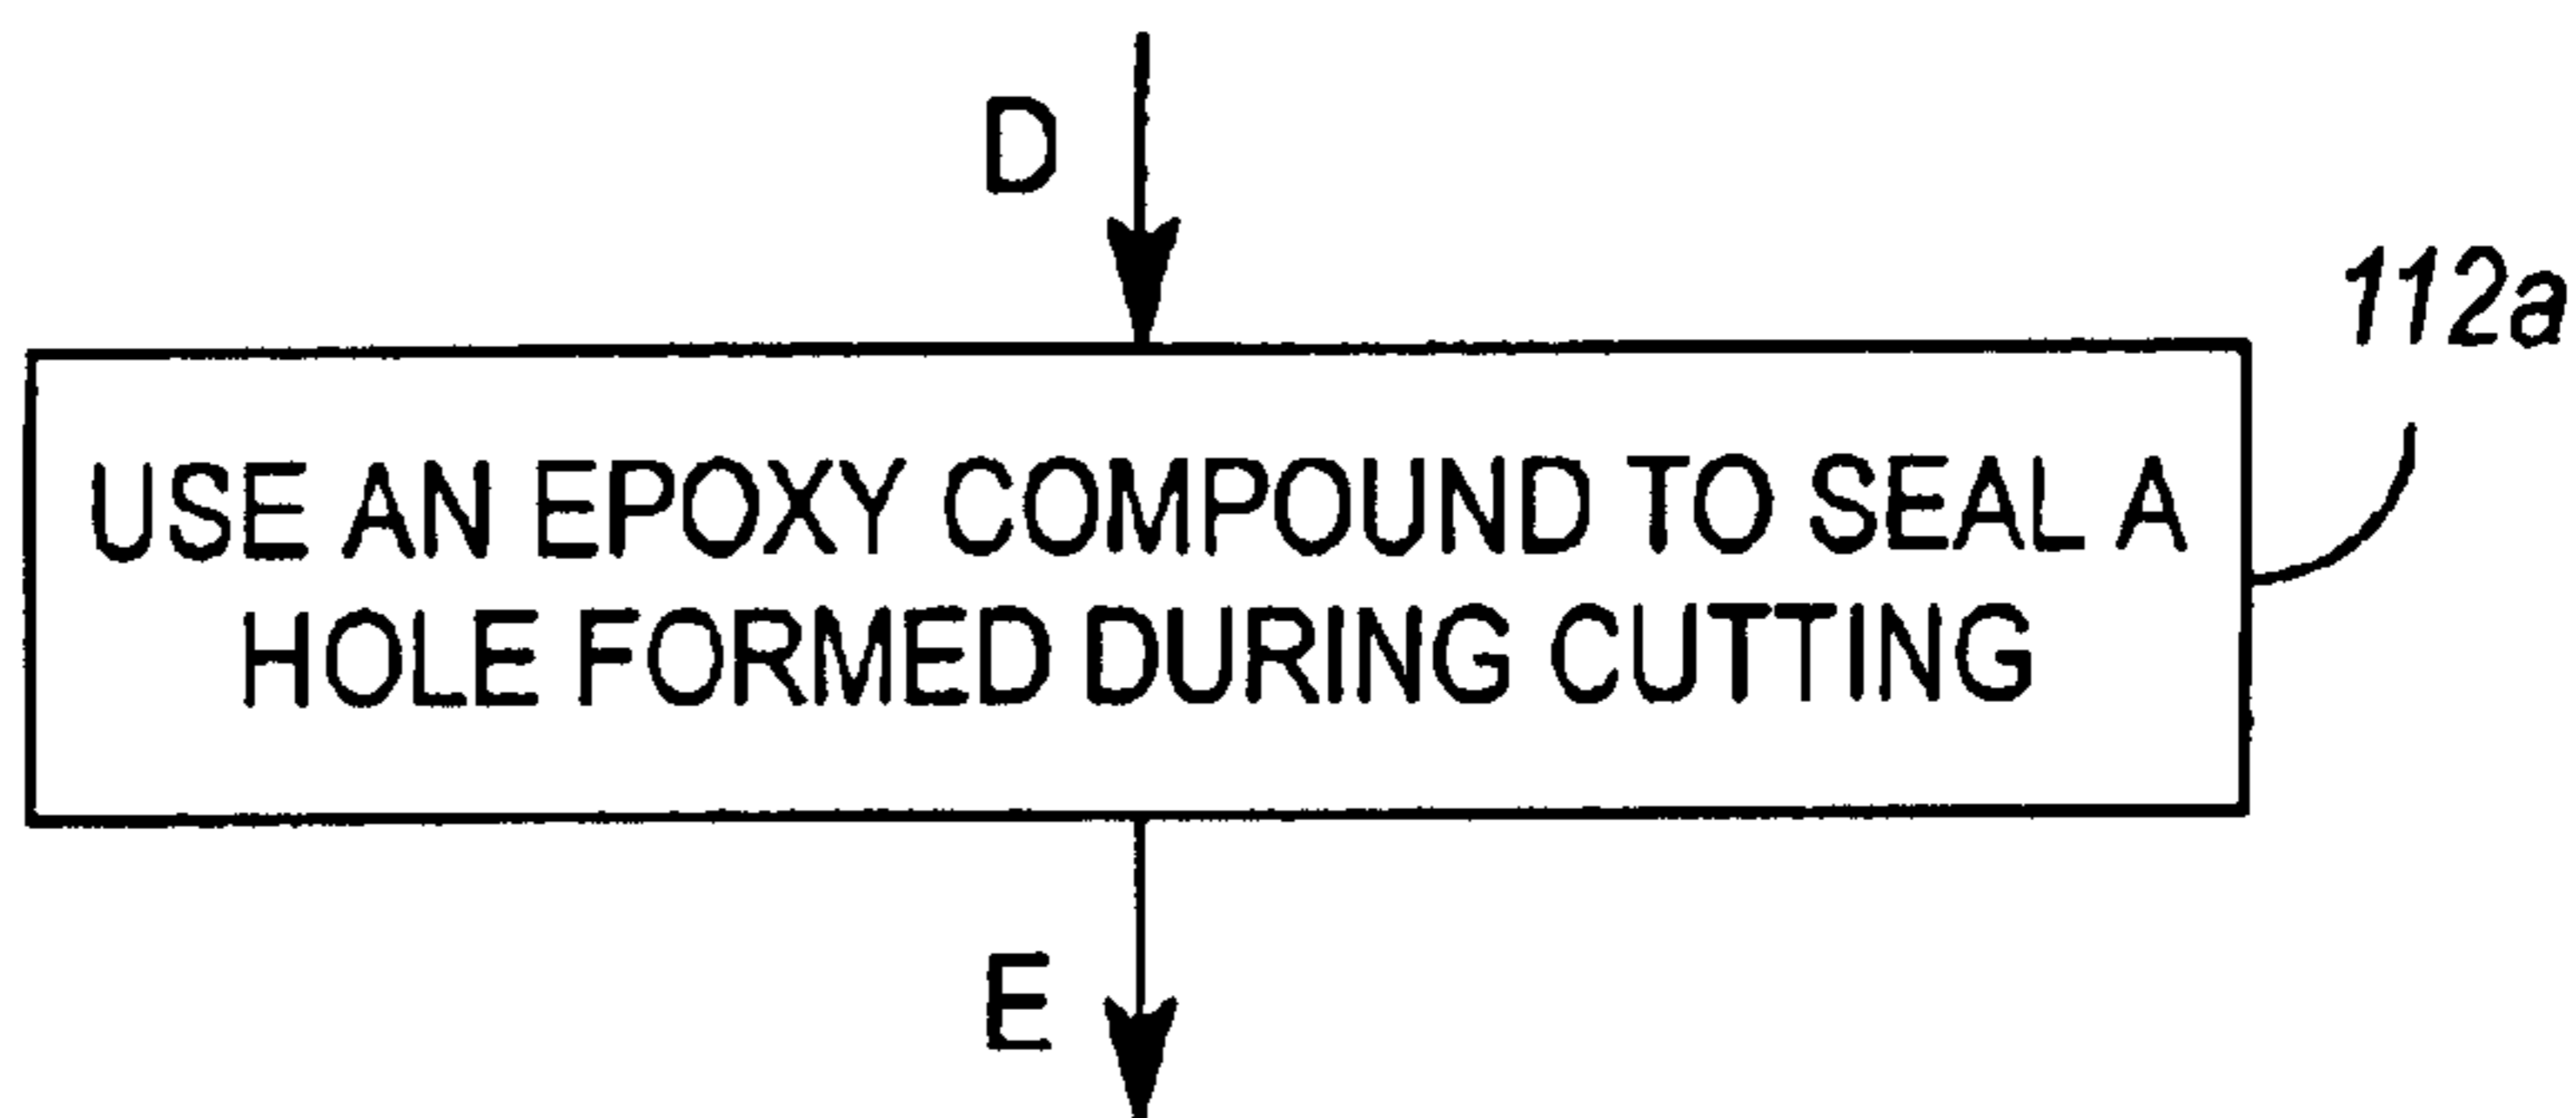 D
112a
USE AN EPOXY COMPOUND TO SEAL A
HOLE FORMED DURING CUTTING
E